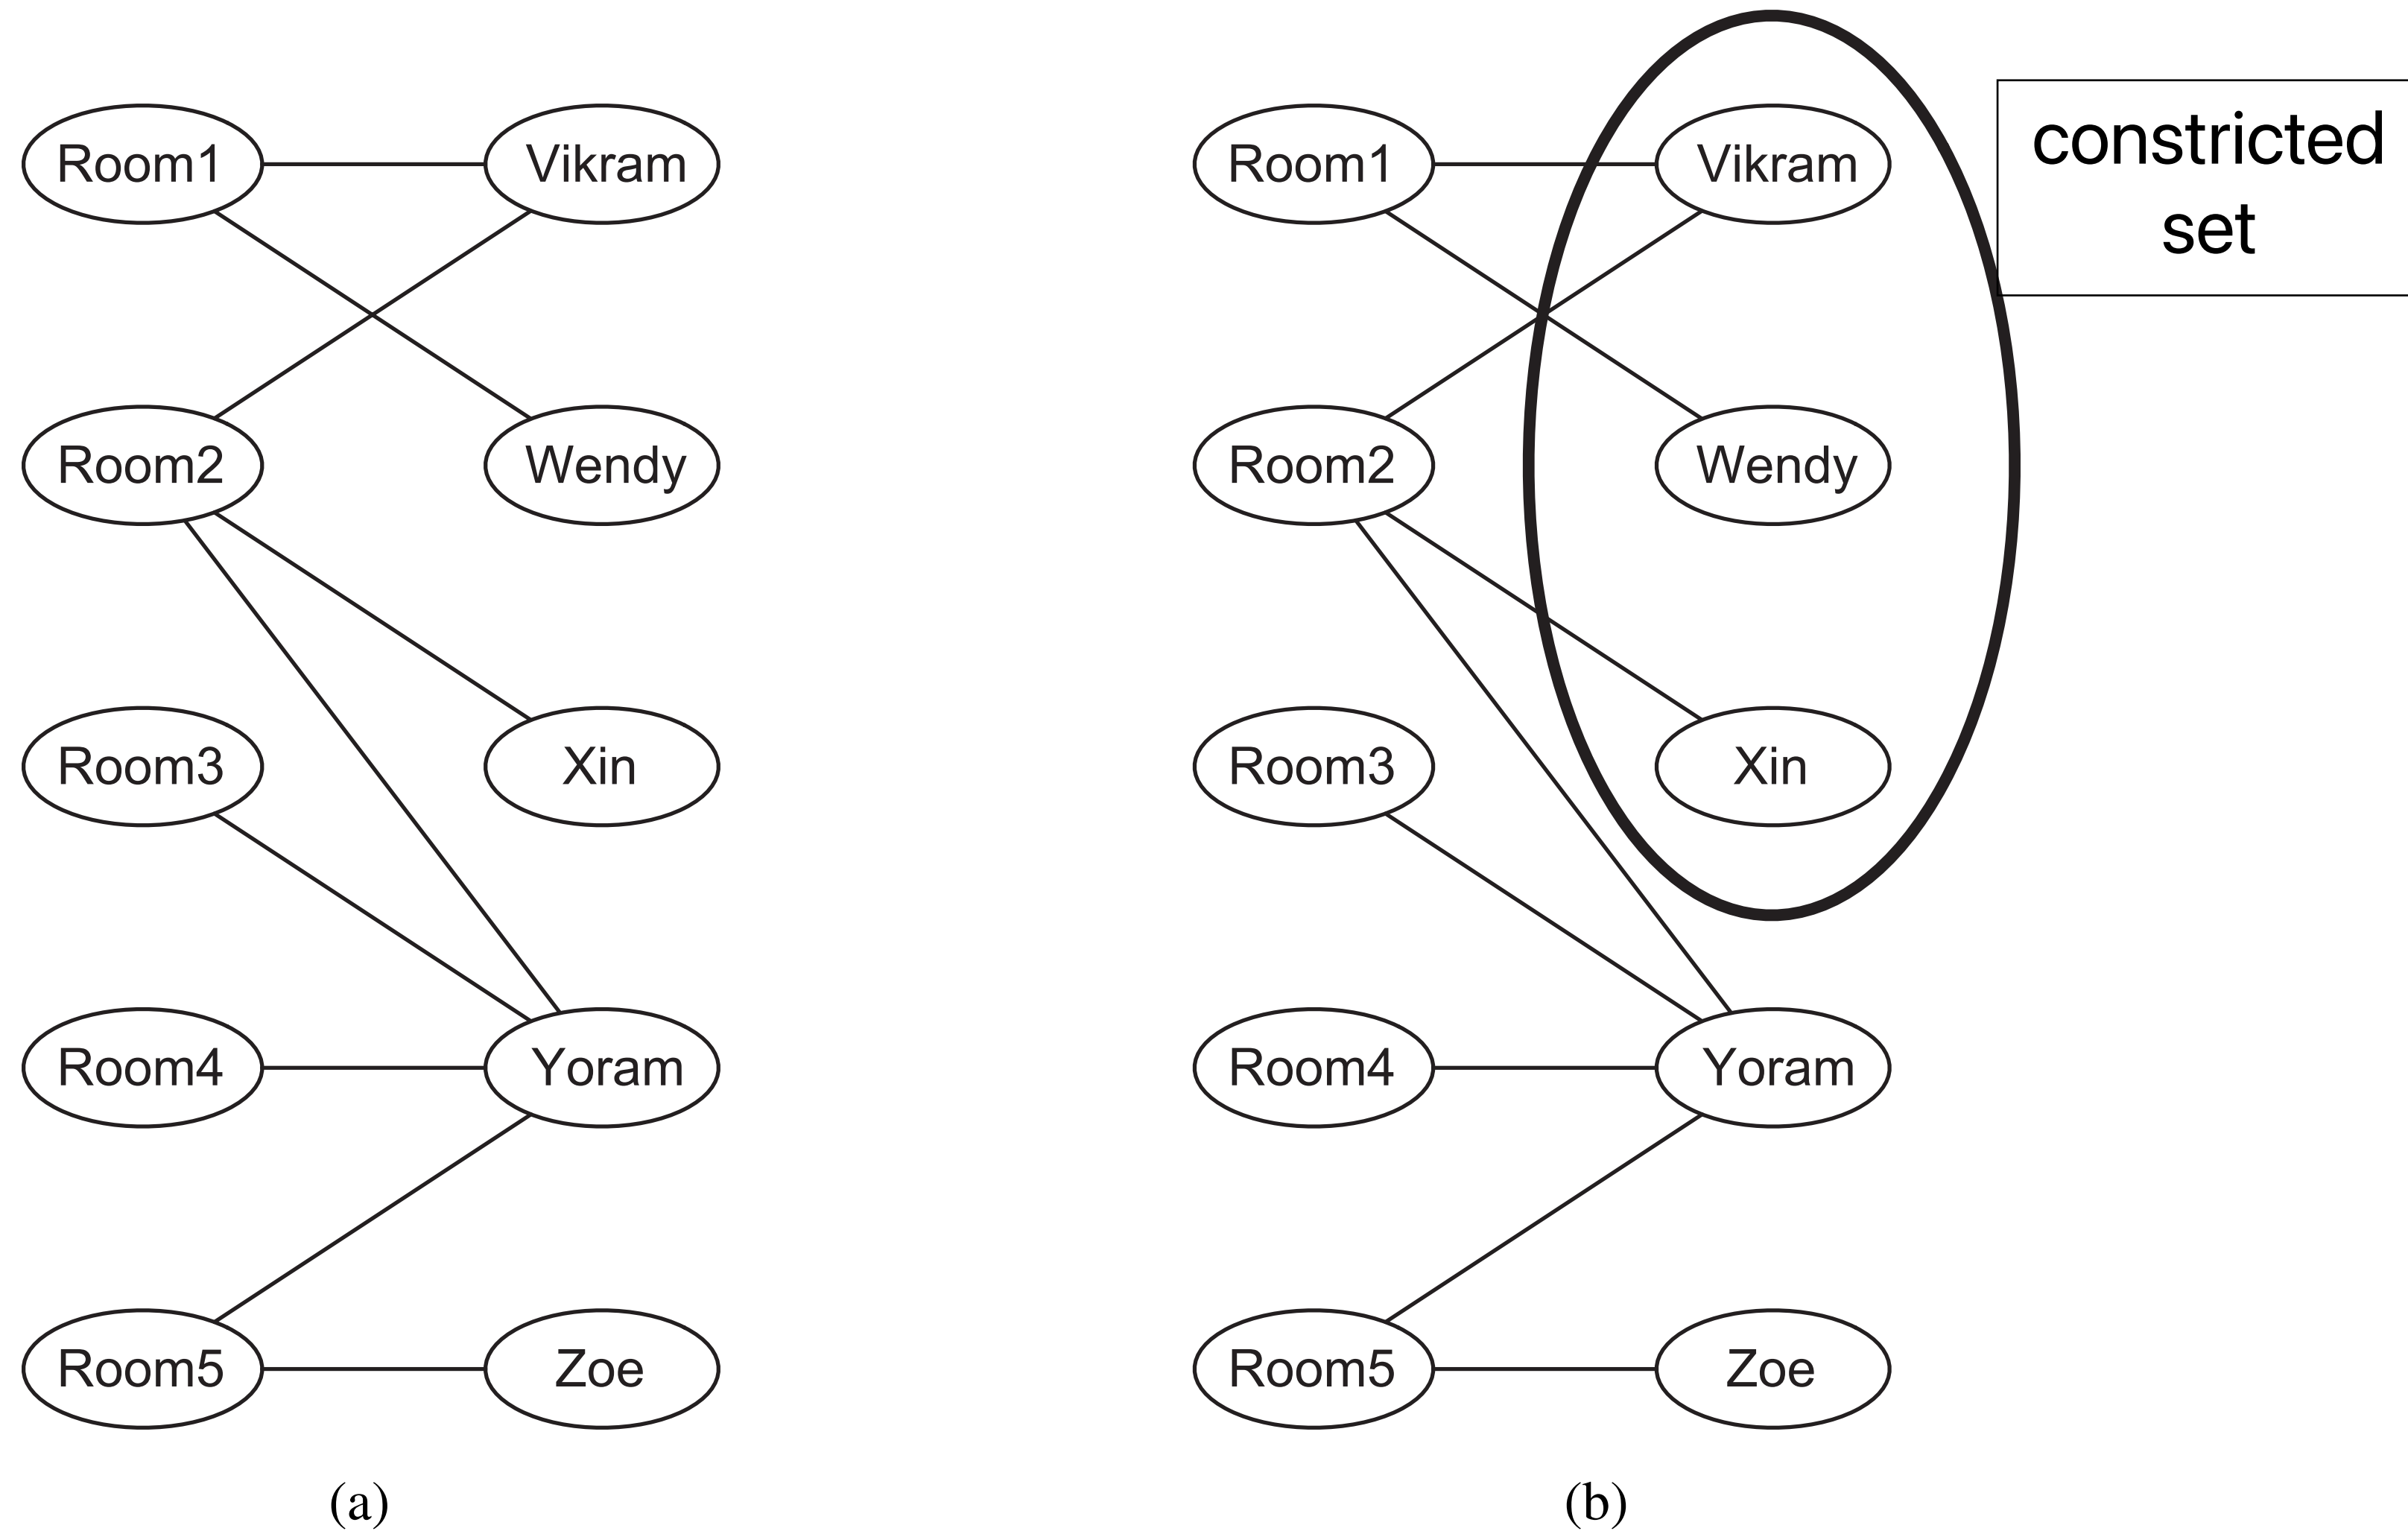 Room1
Vikram
Room2
Wendy
Room3
Xin
Room4
Yoram
Room5
Zoe
(a)
Room1
Vikram
Room2
Wendy
Room3
Xin
Room4
Yoram
Room5
Zoe
constricted
set
(b)